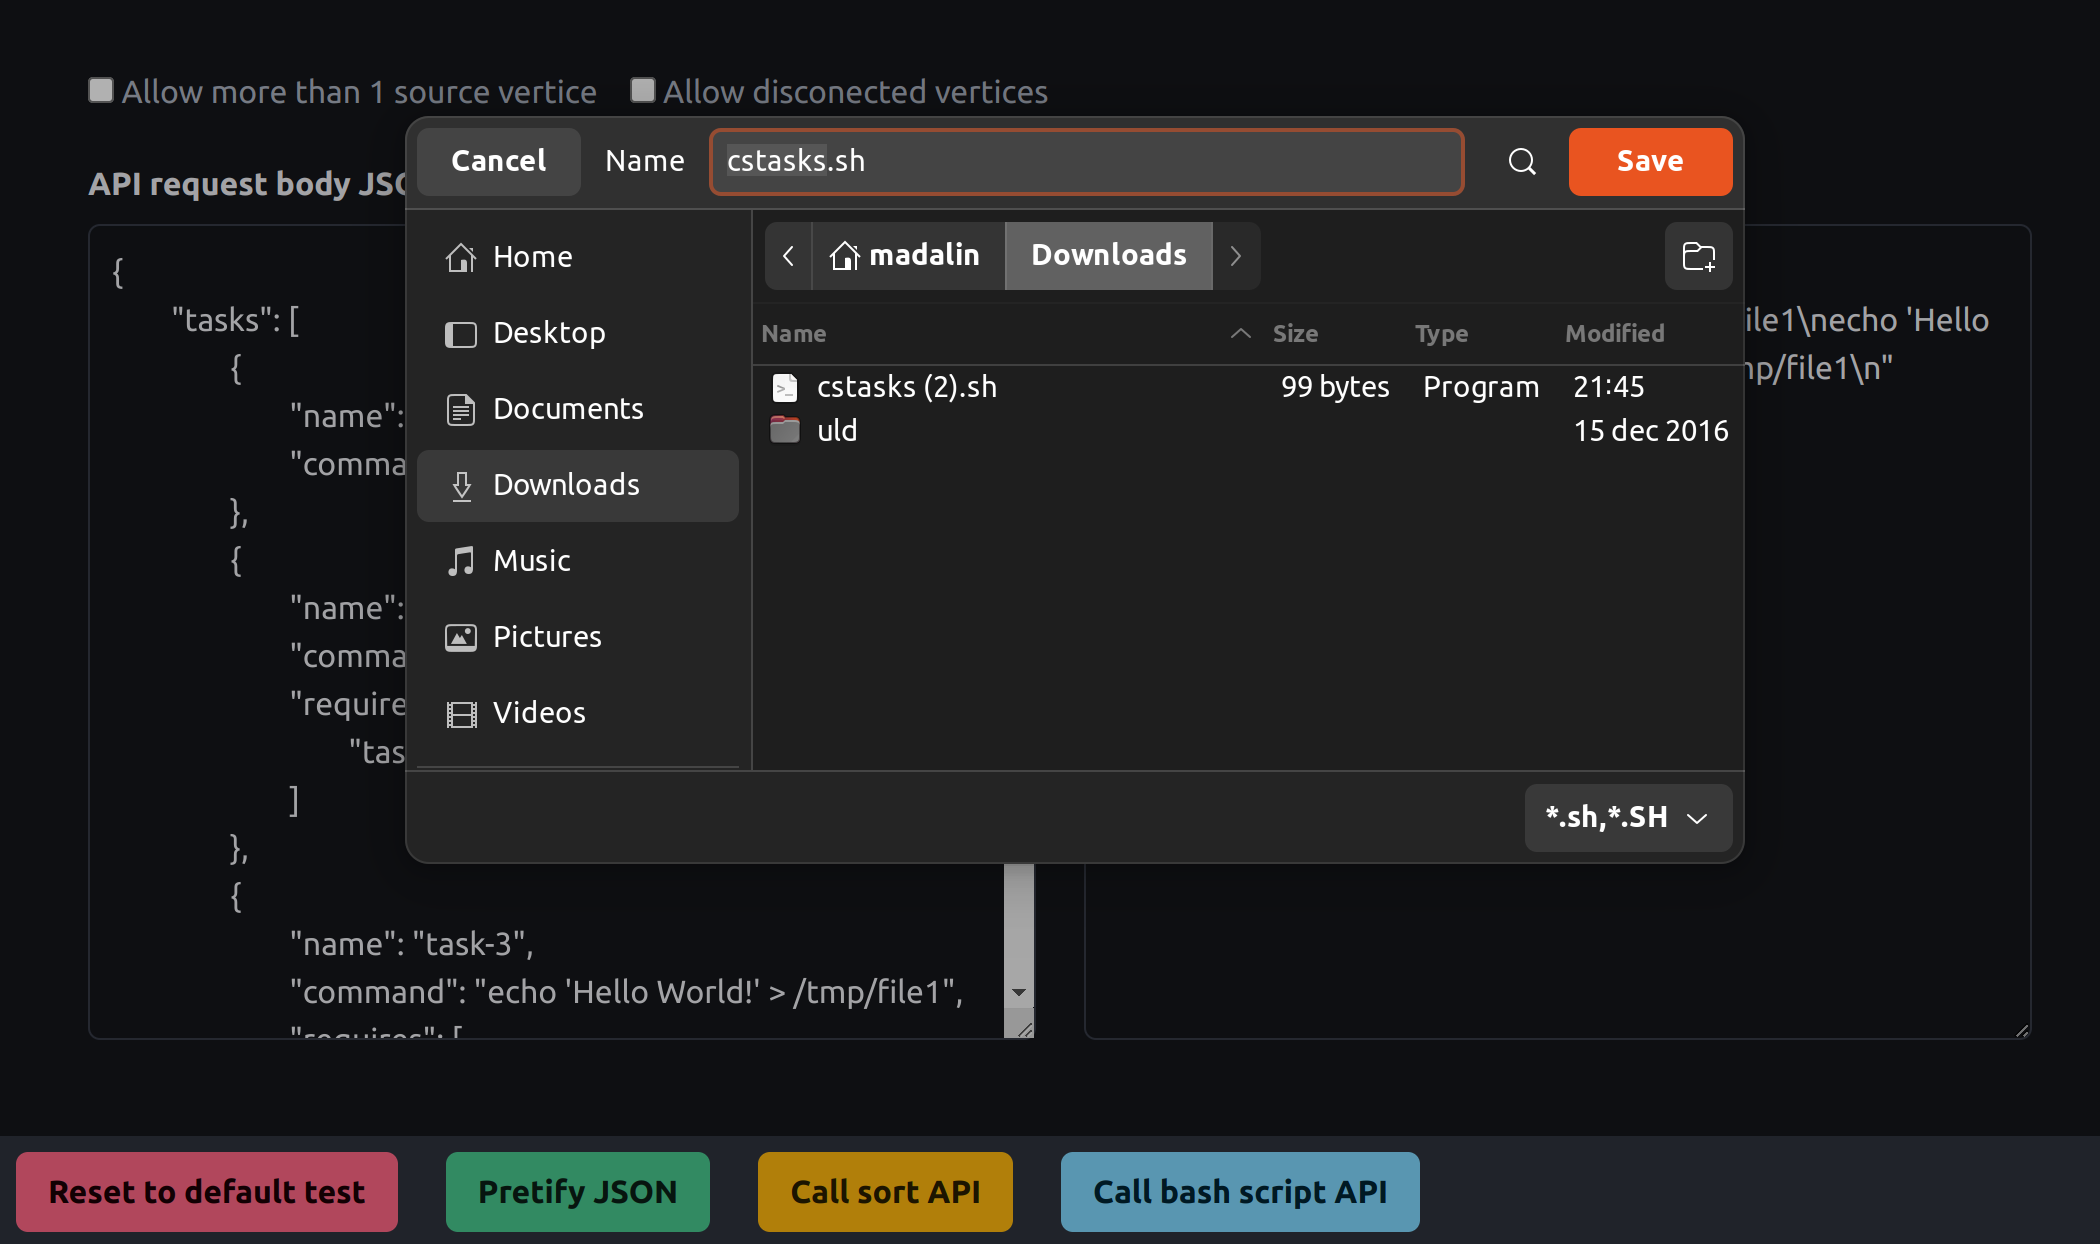 Allow more than 1 source vertice Allow disconected vertices
API request body JSO
Cancel Name cstasks.sh Save
Home
Desktop
Documents
Downloads
Music
Pictures
Videos
madalin Downloads
Name Size Type Modified
cstasks (2).sh 99 bytes Program 21:45
uld 15 dec 2016
*.sh,*.SH
{
"tasks": [
{
"name":
"comma
},
{
"name":
"comma
"require
"tas
]
},
{
"name": "task-3",
"command": "echo 'Hello World!' > /tmp/file1",
"requires": [
ile1\necho 'Hello
mp/file1\n"
Reset to default test Pretify JSON Call sort API Call bash script API